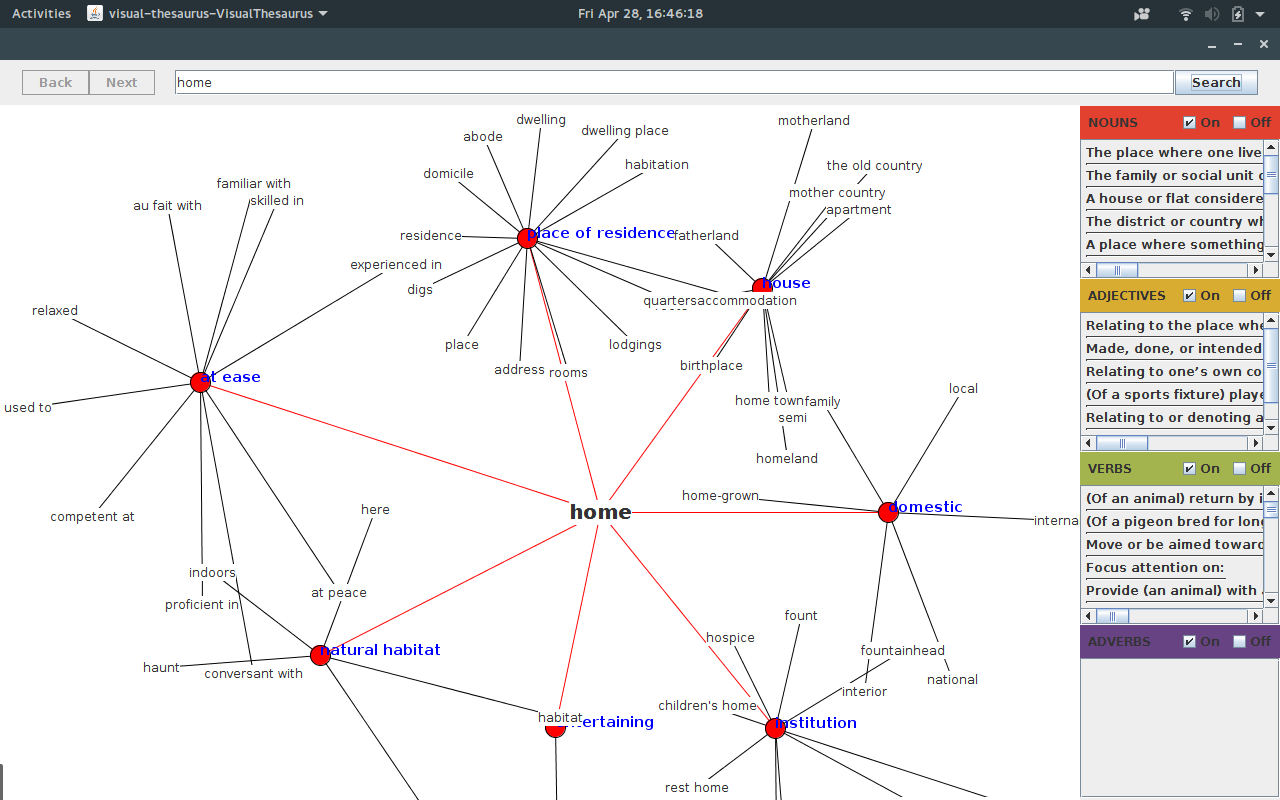 Activities visual-thesaurus-VisualThesaurus Fri Apr 28, 16:46:18
Back Next home Search
NOUNS On Off
The place where one live
The family or social unit
A house or flat considere
The district or country wh
A place where something
ADJECTIVES On Off
Relating to the place whe
Made, done, or intended
Relating to one’s own co
(Of a sports fixture) playe
Relating to or denoting a
VERBS On Off
(Of an animal) return by i
(Of a pigeon bred for long
Move or be aimed toward
Focus attention on:
Provide (an animal) with
ADVERBS On Off
dwelling
motherland
abode
dwelling place
habitation
the old country
domicile
familiar with
mother country
skilled in
au fait with
apartment
place of residence
residence
fatherland
experienced in
house
digs
quarters
accommodation
relaxed
place
lodgings
birthplace
address
rooms
at ease
local
home town
family
used to
semi
homeland
home-grown
domestic
here
home
competent at
interna
indoors
at peace
proficient in
fount
hospice
natural habitat
fountainhead
haunt
conversant with
national
interior
children's home
habitat
ertaining
institution
rest home